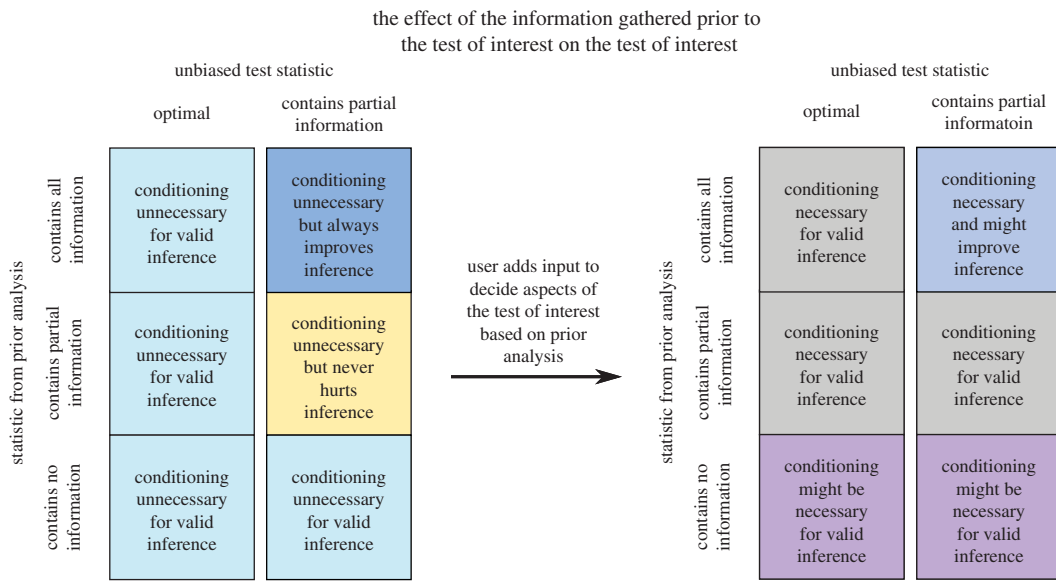 the effect of the information gathered prior to
the test of interest on the test of interest
unbiased test statistic
optimal
contains partial
information
statistic from prior analysis
contains all
information
conditioning
unnecessary
for valid
inference
conditioning
unnecessary
but always
improves
inference
contains partial
information
conditioning
unnecessary
for valid
inference
conditioning
unnecessary
but never
hurts
inference
contains no
information
conditioning
unnecessary
for valid
inference
conditioning
unnecessary
for valid
inference
user adds input to
decide aspects of
the test of interest
based on prior
analysis
unbiased test statistic
optimal
contains partial
informatoin
statistic from prior analysis
contains all
information
conditioning
necessary
for valid
inference
conditioning
necessary
and might
improve
inference
contains partial
information
conditioning
necessary
for valid
inference
conditioning
necessary
for valid
inference
contains no
information
conditioning
might be
necessary
for valid
inference
conditioning
might be
necessary
for valid
inference